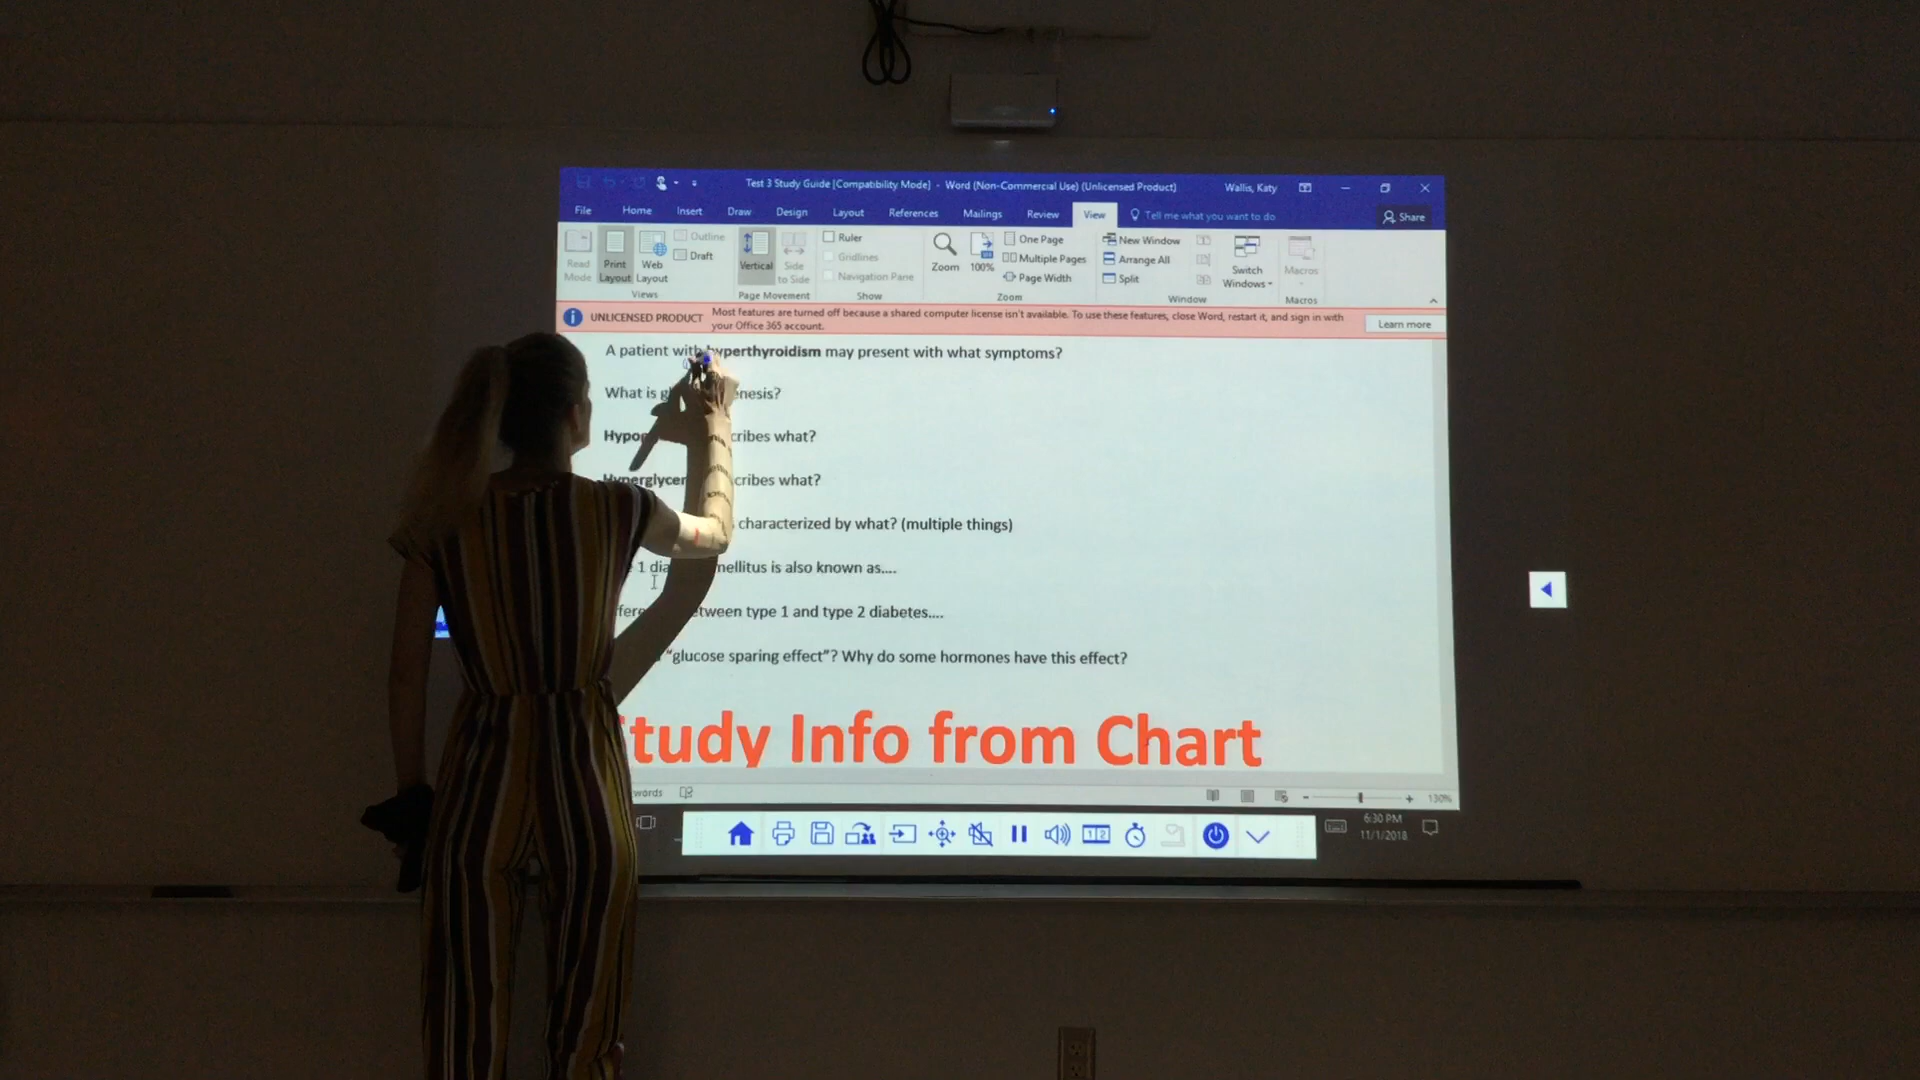 Test 3 Study Guide [Compatibility Mode] - Word (Non-Commercial Use) (Unlicensed Product)
Wallis, Katy
File Home Insert Draw Design Layout References Mailings Review View Tell me what you want to do Share
Read Mode
Print Layout
Web Layout
Outline
Draft
Views
Vertical
Side to Side
Page Movement
Ruler
Gridlines
Navigation Pane
Show
Zoom
100%
One Page
Multiple Pages
Page Width
Zoom
New Window
Arrange All
Split
Switch Windows
Window
Macros
Macros
UNLICENSED PRODUCT Most features are turned off because a shared computer license isn't available. To use these features, close Word, restart it, and sign in with
your Office 365 account.
Learn more
A patient with hyperthyroidism may present with what symptoms?
What is g enesis?
Hypo cribes what?
Hyperglycer cribes what?
characterized by what? (multiple things)
1 dia mellitus is also known as....
fere tween type 1 and type 2 diabetes....
"glucose sparing effect"? Why do some hormones have this effect?
tudy Info from Chart
words
130%
1 2
6:30 PM
11/1/2018